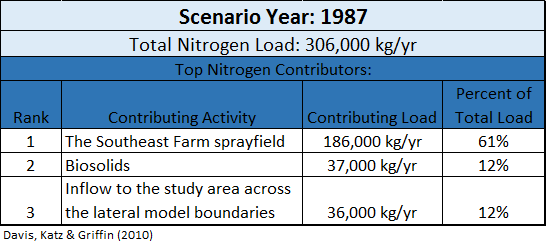 Scenario Year: 1987
Total Nitrogen Load: 306,000 kg/yr
Top Nitrogen Contributors:
Rank Contributing Activity Contributing Load Percent of Total Load
1 The Southeast Farm sprayfield 186,000 kg/yr 61%
2 Biosolids 37,000 kg/yr 12%
Inflow to the study area across
3 the lateral model boundaries 36,000 kg/yr 12%
Davis, Katz & Griffin (2010)